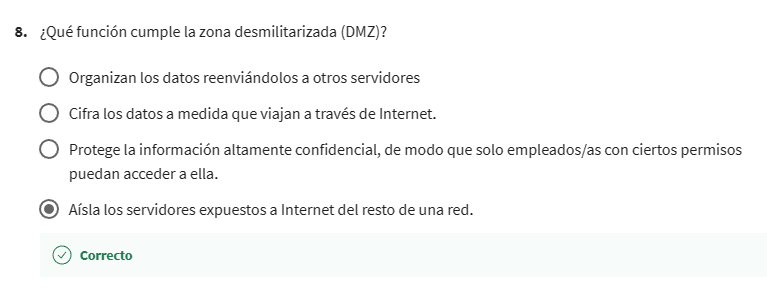 8. ¿Qué función cumple la zona desmilitarizada (DMZ)?
Organizan los datos reenviándolos a otros servidores
Cifra los datos a medida que viajan a través de Internet.
Protege la información altamente confidencial, de modo que solo empleados/as con ciertos permisos
puedan acceder a ella.
Aísla los servidores expuestos a Internet del resto de una red.
Correcto